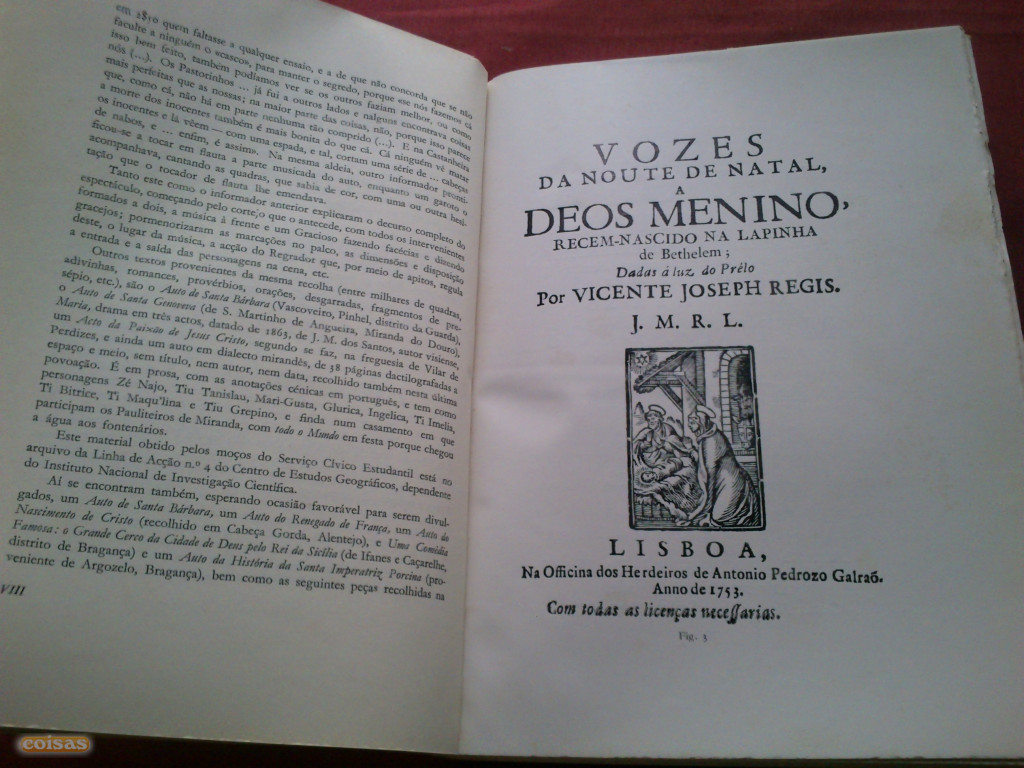 em 2$50 quem faltasse a qualquer ensaio, e a de que não concorda que se não
faculte a ninguém o «casco», para manter o segredo, porque ese nós fazemos cá
isso bem feito, também podíamos ver se os outros faziam melhor, ou como
nós (...). Os Pastorinhos ... já fui a outros lados e nalguns encontrava coisas
mais perfeitas que as nossas; na maior parte das coisas, não, porque isso parece
que, como cá, não há em parte nenhuma tão comprido (...). E na Castanheira
a morte dos inocentes também é mais bonita do que cá. Cá ninguém vê matar
os inocentes e lá vêem — com uma espada, e tal, cortam uma série de ... cabeças
de nabos, e ... enfim, é assim». Na mesma aldeia, outro informador pronti-
ficou-se a tocar em flauta a parte musicada do auto, enquanto um garoto o
acompanhava, cantando as quadras, que sabia de cor, com uma ou outra hesi-
tação que o tocador de flauta lhe emendava.
Tanto este como o informador anterior explicaram o decurso completo do
espectáculo, começando pelo cortejo que o antecede, com todos os intervenientes
formados a dois, a música à frente e um Gracioso fazendo facécias e dizendo
gracejos; pormenorizaram as marcações no palco, as dimensões e disposição
deste, o lugar da música, a acção do Regrador que, por meio de apitos, regula
a entrada e a saída das personagens na cena, etc.
Outros textos provenientes da mesma recolha (entre milhares de quadras,
adivinhas, romances, provérbios, orações, desgarradas, fragmentos de pre-
sépio, etc.), são o Auto de Santa Bárbara (Vascoveiro, Pinhel, distrito da Guarda),
o Auto de Santa Genoveva (de S. Martinho de Angueira, Miranda do Douro),
Maria, drama em três actos, datado de 1863, de J. M. dos Santos, autor visiense,
um Acto da Paixão de Jesus Cristo, segundo se faz, na freguesia de Vilar de
Perdizes, e ainda um auto em dialecto mirandês, de 38 páginas dactilografadas a
espaço e meio, sem título, nem autor, nem data, recolhido também nesta última
povoação. É em prosa, com as anotações cénicas em português, e tem como
personagens Zé Najo, Tiu Tanislau, Mari-Gusta, Glurica, Ingelica, Ti Imelia,
Ti Bitrice, Ti Maqu'lina e Tiu Grepino, e finda num casamento em que
participam os Pauliteiros de Miranda, com todo o Mundo em festa porque chegou
a água aos fontenários.
Este material obtido pelos moços do Serviço Cívico Estudantil está no
arquivo da Linha de Acção n.º 4 do Centro de Estudos Geográficos, dependente
do Instituto Nacional de Investigação Científica.
Aí se encontram também, esperando ocasião favorável para serem divul-
gados, um Auto de Santa Bárbara, um Auto do Renegado de França, um Auto do
Nascimento de Cristo (recolhido em Cabeça Gorda, Alentejo), e Uma Comédia
Famosa: o Grande Cerco da Cidade de Deus pelo Rei da Sicília (de Ifanes e Caçarelhe,
distrito de Bragança) e um Auto da História da Santa Imperatriz Porcina (pro-
veniente de Argozelo, Bragança), bem como as seguintes peças recolhidas na
VIII
VOZES
DA NOUTE DE NATAL,
A
DEOS MENINO,
RECEM-NASCIDO NA LAPINHA
de Bethelem;
Dadas á luz do Prélo
Por VICENTE JOSEPH REGIS.
J. M. R. L.
LISBOA,
Na Officina dos Herdeiros de Antonio Pedrozo Galraõ.
Anno de 1753.
Com todas as licenças necessarias.
Fig. 3
coisas